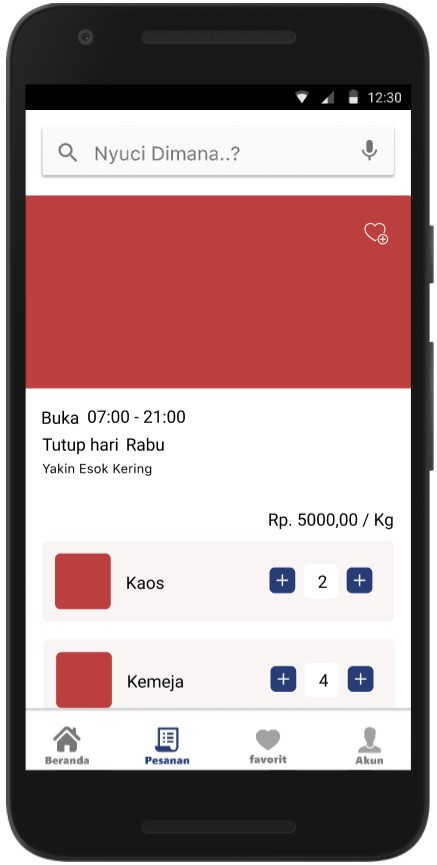 12:30
Nyuci Dimana..?
Buka 07:00 - 21:00
Tutup hari Rabu
Yakin Esok Kering
Rp. 5000,00 / Kg
Kaos + 2 +
Kemeja + 4 +
Beranda Pesanan favorit Akun